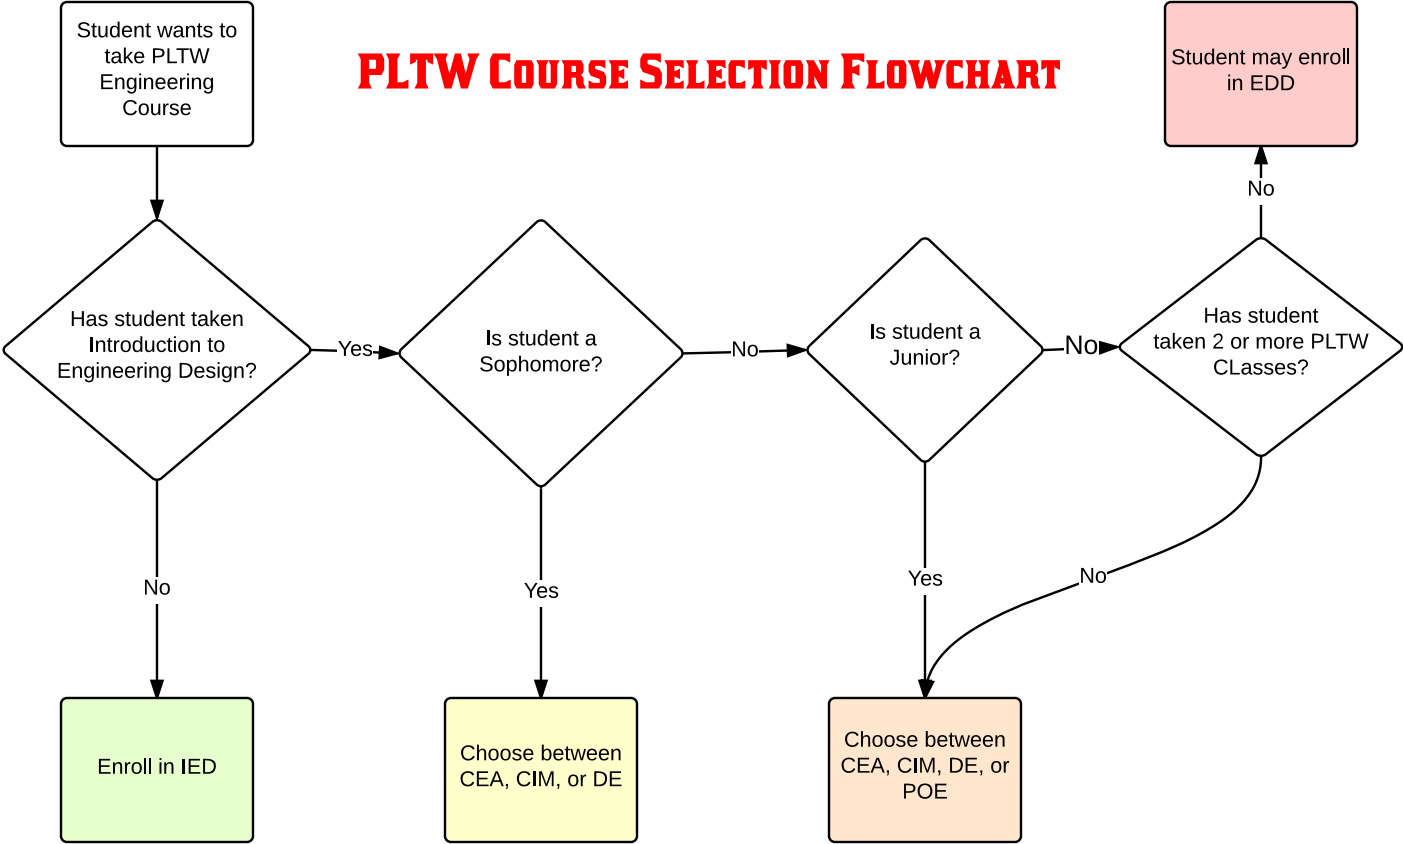 Student wants to
take PLTW
Engineering
Course
PLTW Course Selection Flowchart
Student may enroll
in EDD
No
Has student taken
Introduction to
Engineering Design?
Yes
Is student a
Sophomore?
No
Is student a
Junior?
No
Has student
taken 2 or more PLTW
CLasses?
No
Yes
Yes
No
Enroll in IED
Choose between
CEA, CIM, or DE
Choose between
CEA, CIM, DE, or
POE